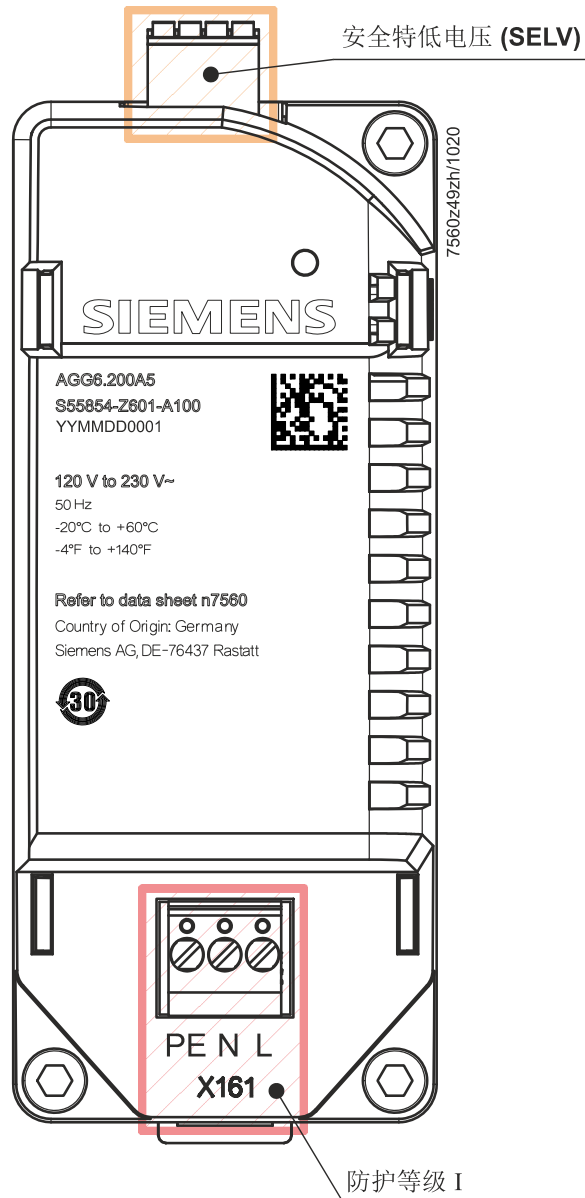 安全特低电压 (SELV)
7560z49zh/1020
SIEMENS
AGG6.200A5
S55854-Z601-A100
YYMMDD0001
120 V to 230 V~
50 Hz
-20°C to +60°C
-4°F to +140°F
Refer to data sheet n7560
Country of Origin: Germany
Siemens AG, DE-76437 Rastatt
30
PE N L
X161
防护等级 I